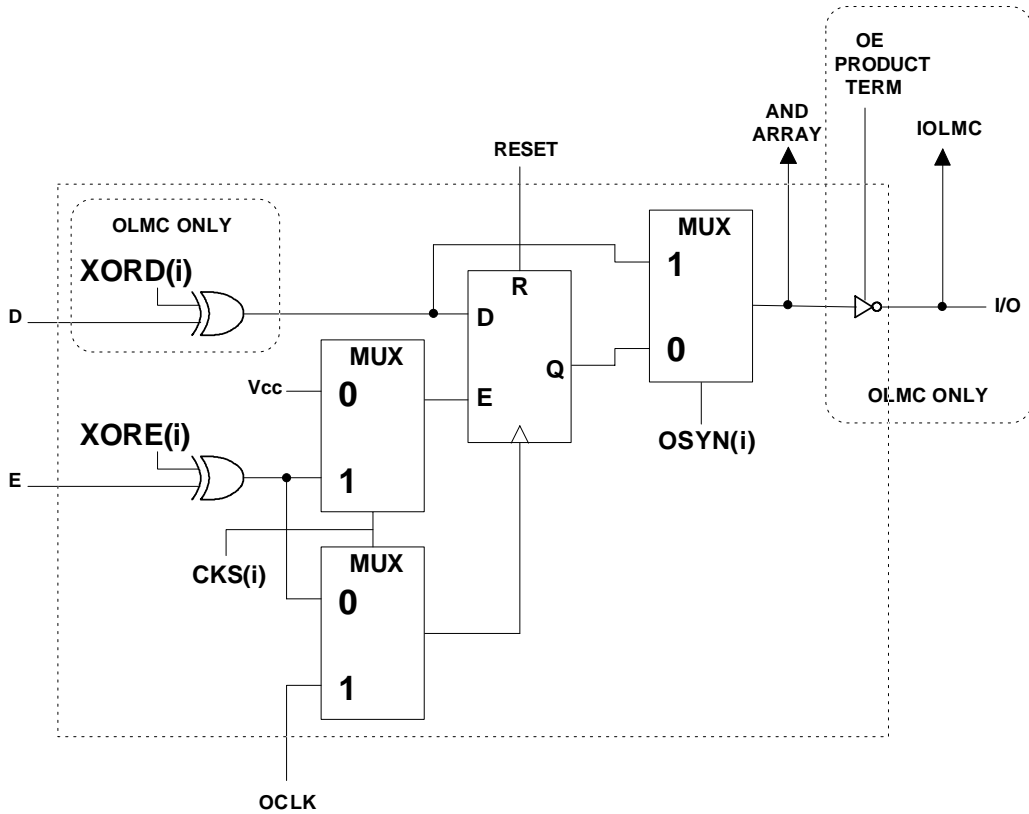 OE
PRODUCT
TERM
AND
ARRAY
IOLMC
RESET
OLMC ONLY
XORD(i)
D
MUX
1
0
R
D
Q
E
I/O
MUX
Vcc
0
1
OLMC ONLY
OSYN(i)
XORE(i)
E
CKS(i)
MUX
0
1
OCLK